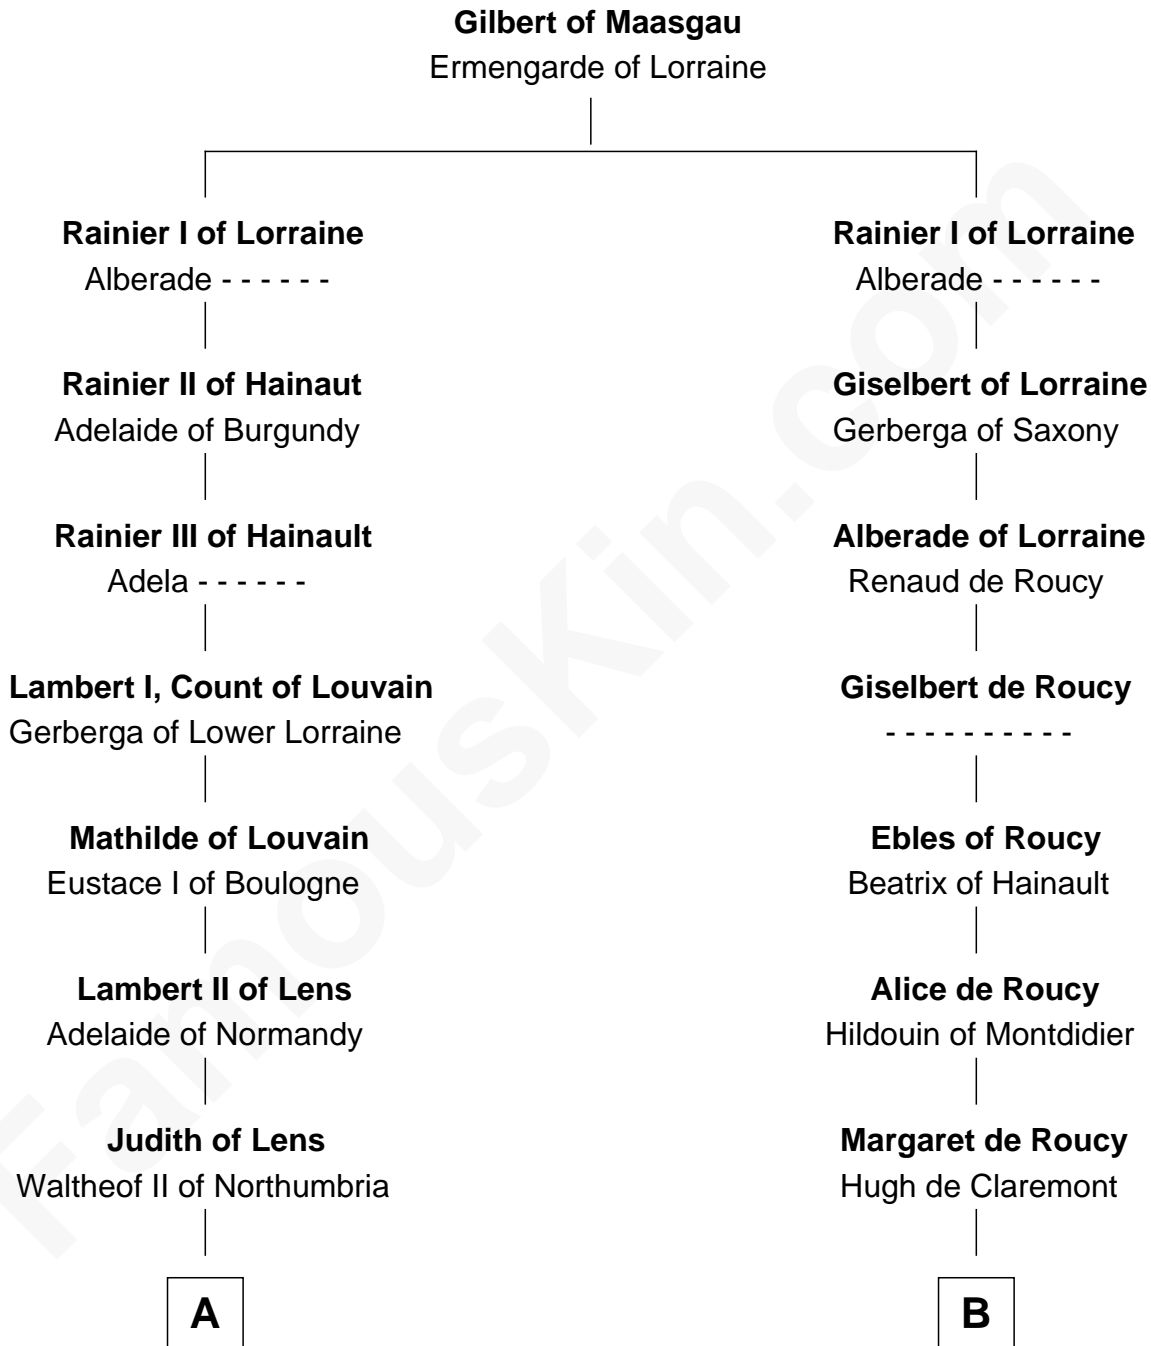 Gilbert of Maasgau
Ermengarde of Lorraine
Rainier I of Lorraine
Alberade - - - - - -
Rainier I of Lorraine
Alberade - - - - - -
Rainier II of Hainaut
Adelaide of Burgundy
Giselbert of Lorraine
Gerberga of Saxony
Rainier III of Hainault
Adela - - - - - -
Alberade of Lorraine
Renaud de Roucy
Lambert I, Count of Louvain
Gerberga of Lower Lorraine
Giselbert de Roucy
- - - - - - - - - -
Mathilde of Louvain
Eustace I of Boulogne
Ebles of Roucy
Beatrix of Hainault
Lambert II of Lens
Adelaide of Normandy
Alice de Roucy
Hildouin of Montdidier
Judith of Lens
Waltheof II of Northumbria
Margaret de Roucy
Hugh de Claremont
A
B
FamousKin.com